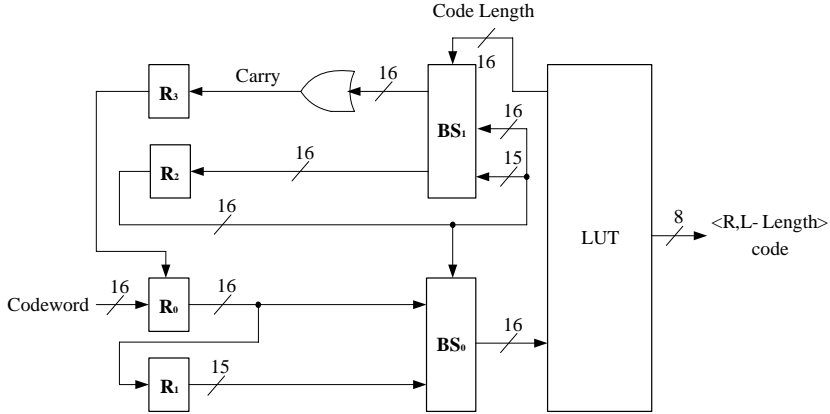 Code Length
16
Carry
16
R3
BS1
16
15
16
R2
16
LUT
8
<R,L- Length>
code
Codeword
16
R0
16
BS0
16
R1
15